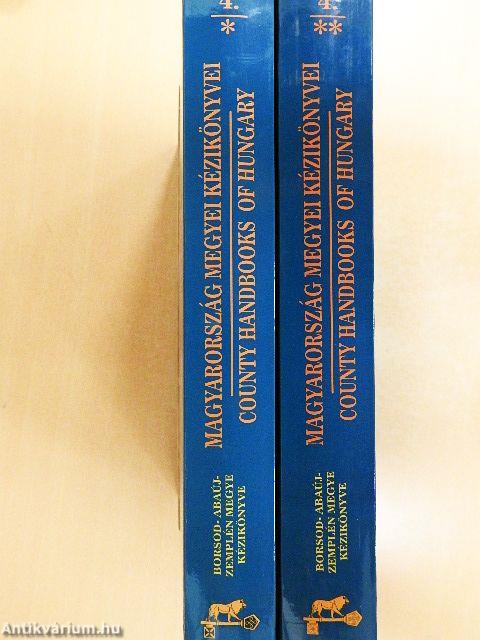 4.
*
MAGYARORSZÁG MEGYEI KÉZIKÖNYVEI
COUNTY HANDBOOKS OF HUNGARY
BORSOD-ABAÚJ-
ZEMPLÉN MEGYE
KÉZIKÖNYVE
4.
**
MAGYARORSZÁG MEGYEI KÉZIKÖNYVEI
COUNTY HANDBOOKS OF HUNGARY
BORSOD-ABAÚJ-
ZEMPLÉN MEGYE
KÉZIKÖNYVE
Antikvárium.hu